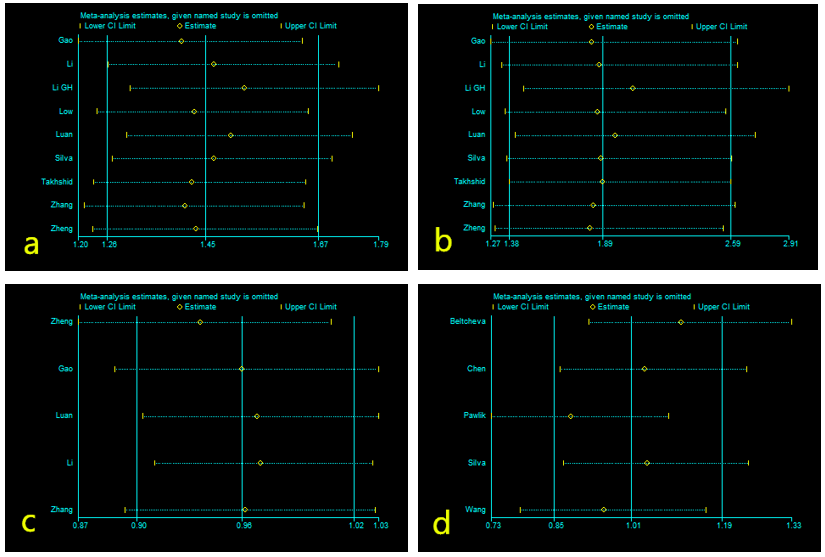 Meta-analysis estimates, given named study is omitted
Lower CI Limit Estimate Upper CI Limit
Gao
Li
Li GH
Low
Luan
Silva
Takhshid
Zhang
Zheng
1.20 1.26 1.45 1.67 1.79
a
Meta-analysis estimates, given named study is omitted
Lower CI Limit Estimate Upper CI Limit
Gao
Li
Li GH
Low
Luan
Silva
Takhshid
Zhang
Zheng
1.27 1.38 1.89 2.59 2.91
b
Meta-analysis estimates, given named study is omitted
Lower CI Limit Estimate Upper CI Limit
Zheng
Gao
Luan
Li
Zhang
0.87 0.90 0.96 1.02 1.03
c
Meta-analysis estimates, given named study is omitted
Lower CI Limit Estimate Upper CI Limit
Beltcheva
Chen
Pawlik
Silva
Wang
0.73 0.85 1.01 1.19 1.33
d